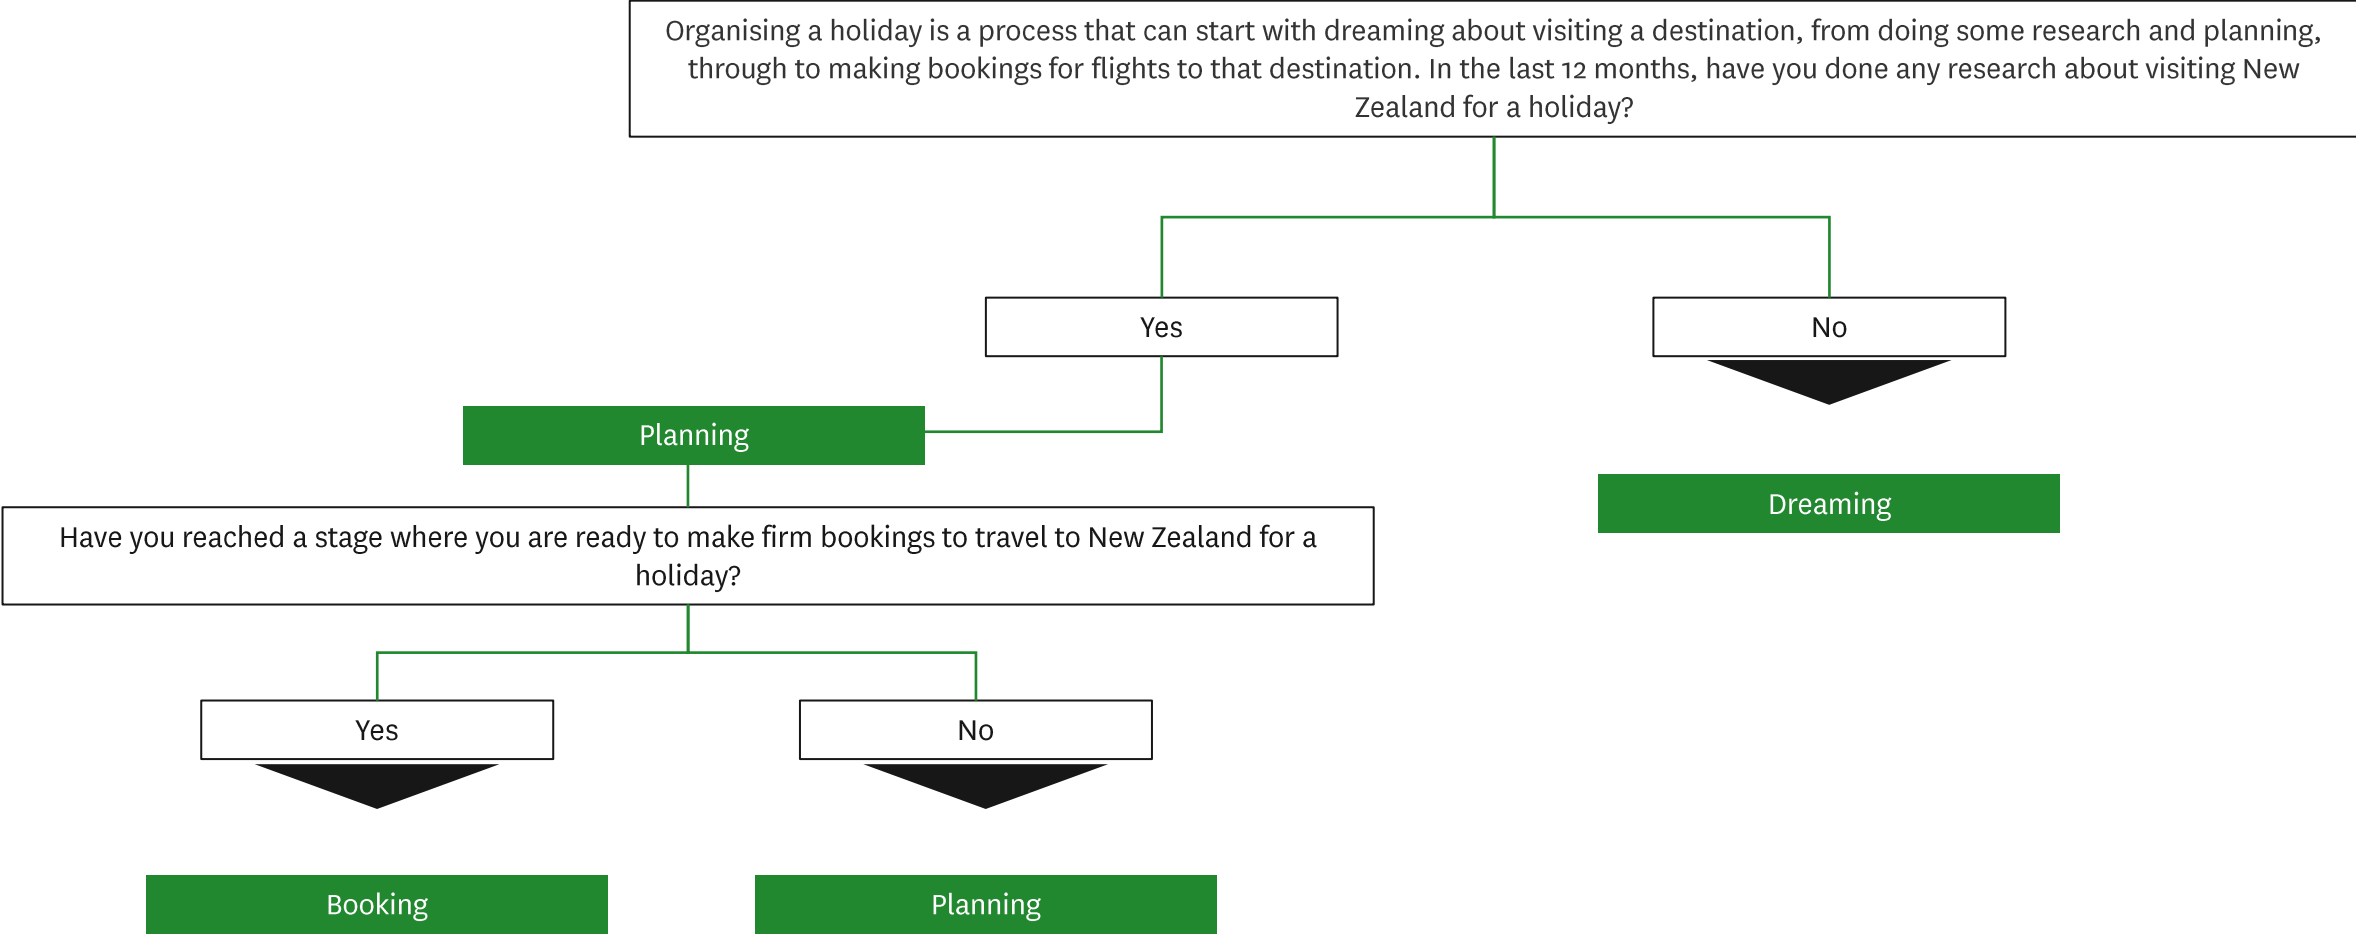 Organising a holiday is a process that can start with dreaming about visiting a destination, from doing some research and planning,
through to making bookings for flights to that destination. In the last 12 months, have you done any research about visiting New
Zealand for a holiday?
Yes
No
Planning
Dreaming
Have you reached a stage where you are ready to make firm bookings to travel to New Zealand for a
holiday?
Yes
No
Booking
Planning